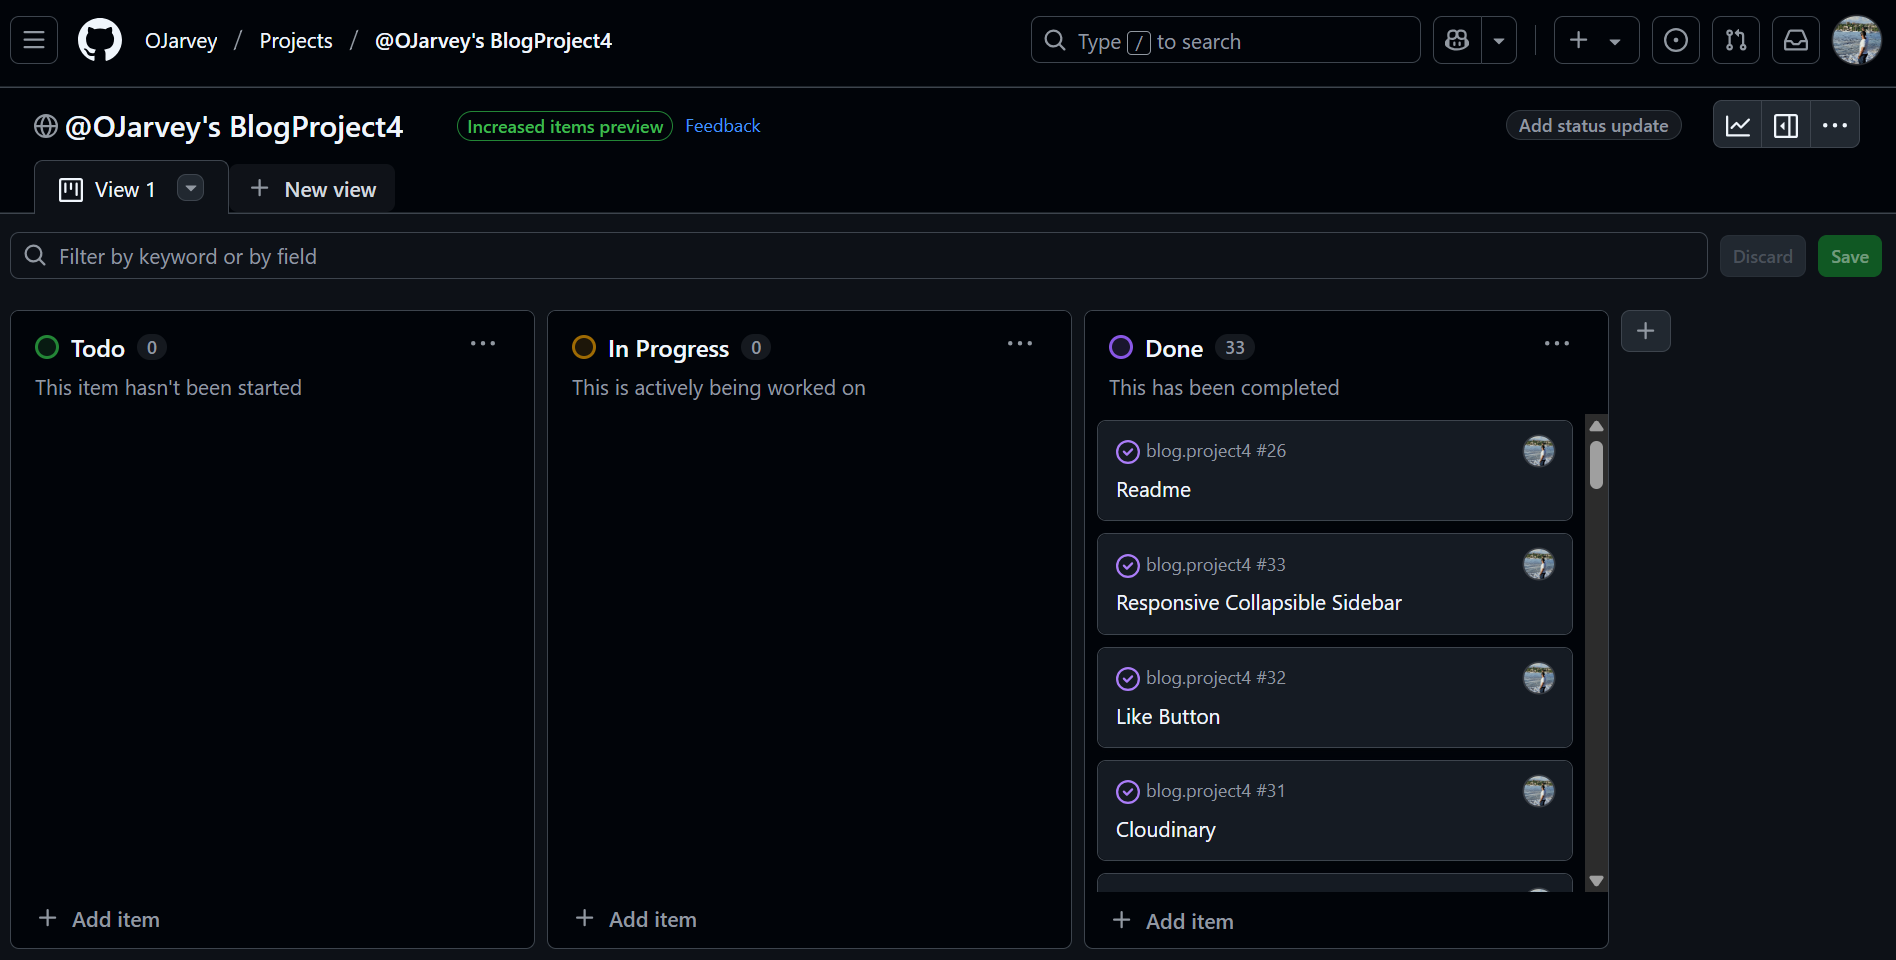 OJarvey / Projects / @OJarvey's BlogProject4
Type / to search
@OJarvey's BlogProject4
Increased items preview
Feedback
Add status update
View 1
New view
Filter by keyword or by field
Discard
Save
Todo 0
This item hasn't been started
Add item
In Progress 0
This is actively being worked on
Add item
Done 33
This has been completed
blog.project4 #26
Readme
blog.project4 #33
Responsive Collapsible Sidebar
blog.project4 #32
Like Button
blog.project4 #31
Cloudinary
Add item